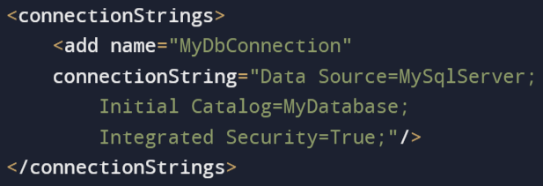 <connectionStrings>
<add name="MyDbConnection"
connectionString="Data Source=MySqlServer;
Initial Catalog=MyDatabase;
Integrated Security=True;"/>
</connectionStrings>